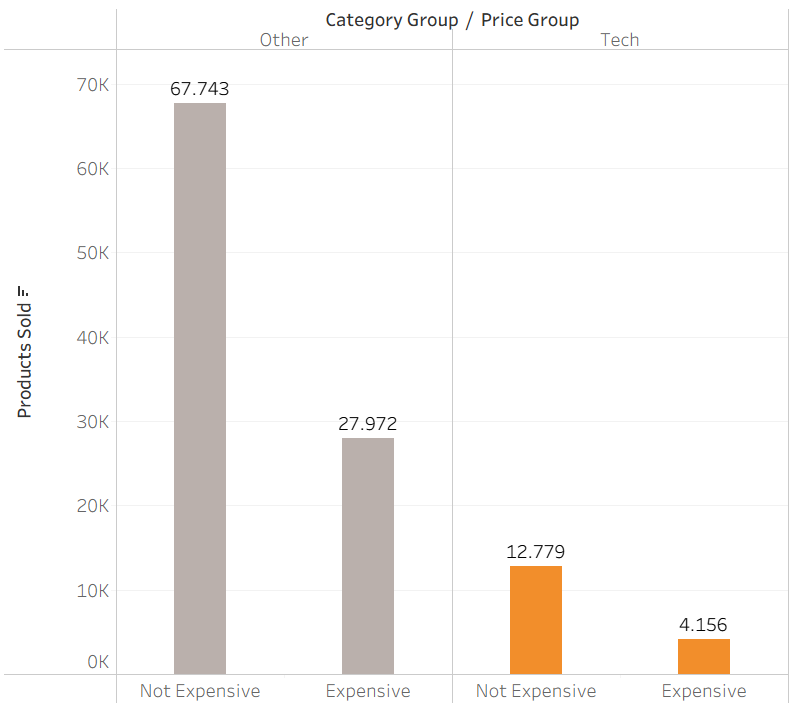 Category Group / Price Group
Other
Tech
Products Sold
70K
60K
50K
40K
30K
20K
10K
0K
67.743
27.972
12.779
4.156
Not Expensive
Expensive
Not Expensive
Expensive